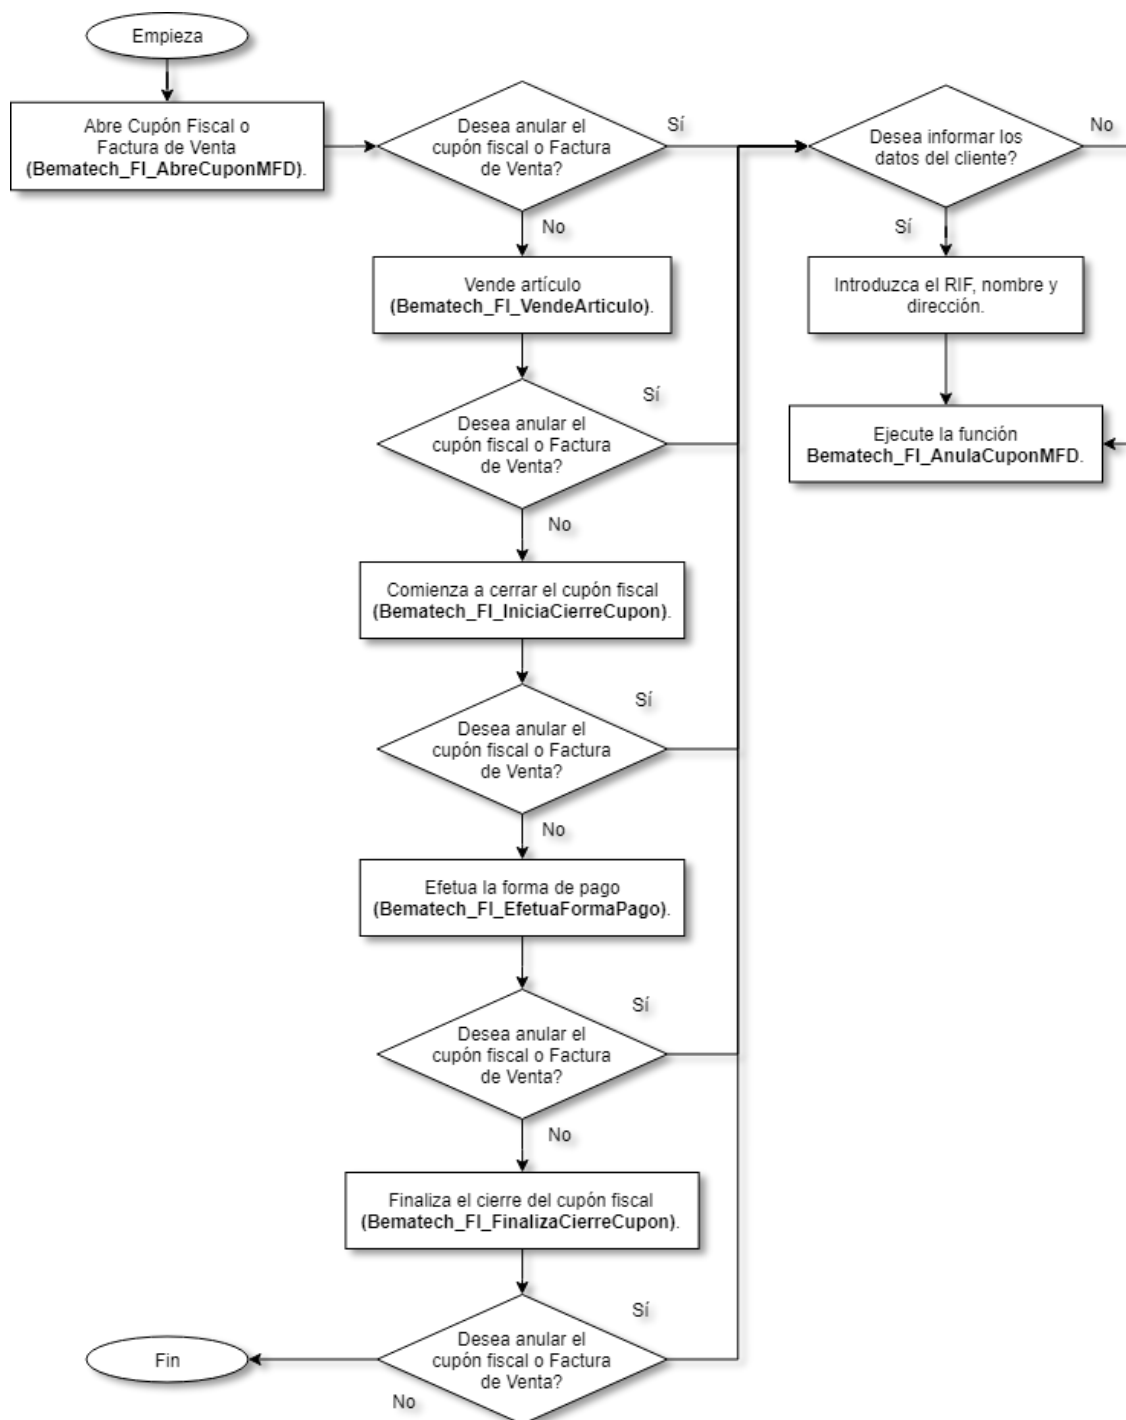 Empieza
Abre Cupón Fiscal o
Factura de Venta
(Bematech_FI_AbreCuponMFD).
Desea anular el
cupón fiscal o Factura
de Venta?
Sí
Desea informar los
datos del cliente?
No
No
Sí
Vende artículo
(Bematech_FI_VendeArticulo).
Introduzca el RIF, nombre y
dirección.
Sí
Desea anular el
cupón fiscal o Factura
de Venta?
Ejecute la función
Bematech_FI_AnulaCuponMFD.
No
Comienza a cerrar el cupón fiscal
(Bematech_FI_IniciaCierreCupon).
Sí
Desea anular el
cupón fiscal o Factura
de Venta?
No
Efetua la forma de pago
(Bematech_FI_EfetuaFormaPago).
Sí
Desea anular el
cupón fiscal o Factura
de Venta?
No
Finaliza el cierre del cupón fiscal
(Bematech_FI_FinalizaCierreCupon).
Sí
Desea anular el
cupón fiscal o Factura
de Venta?
Fin
No